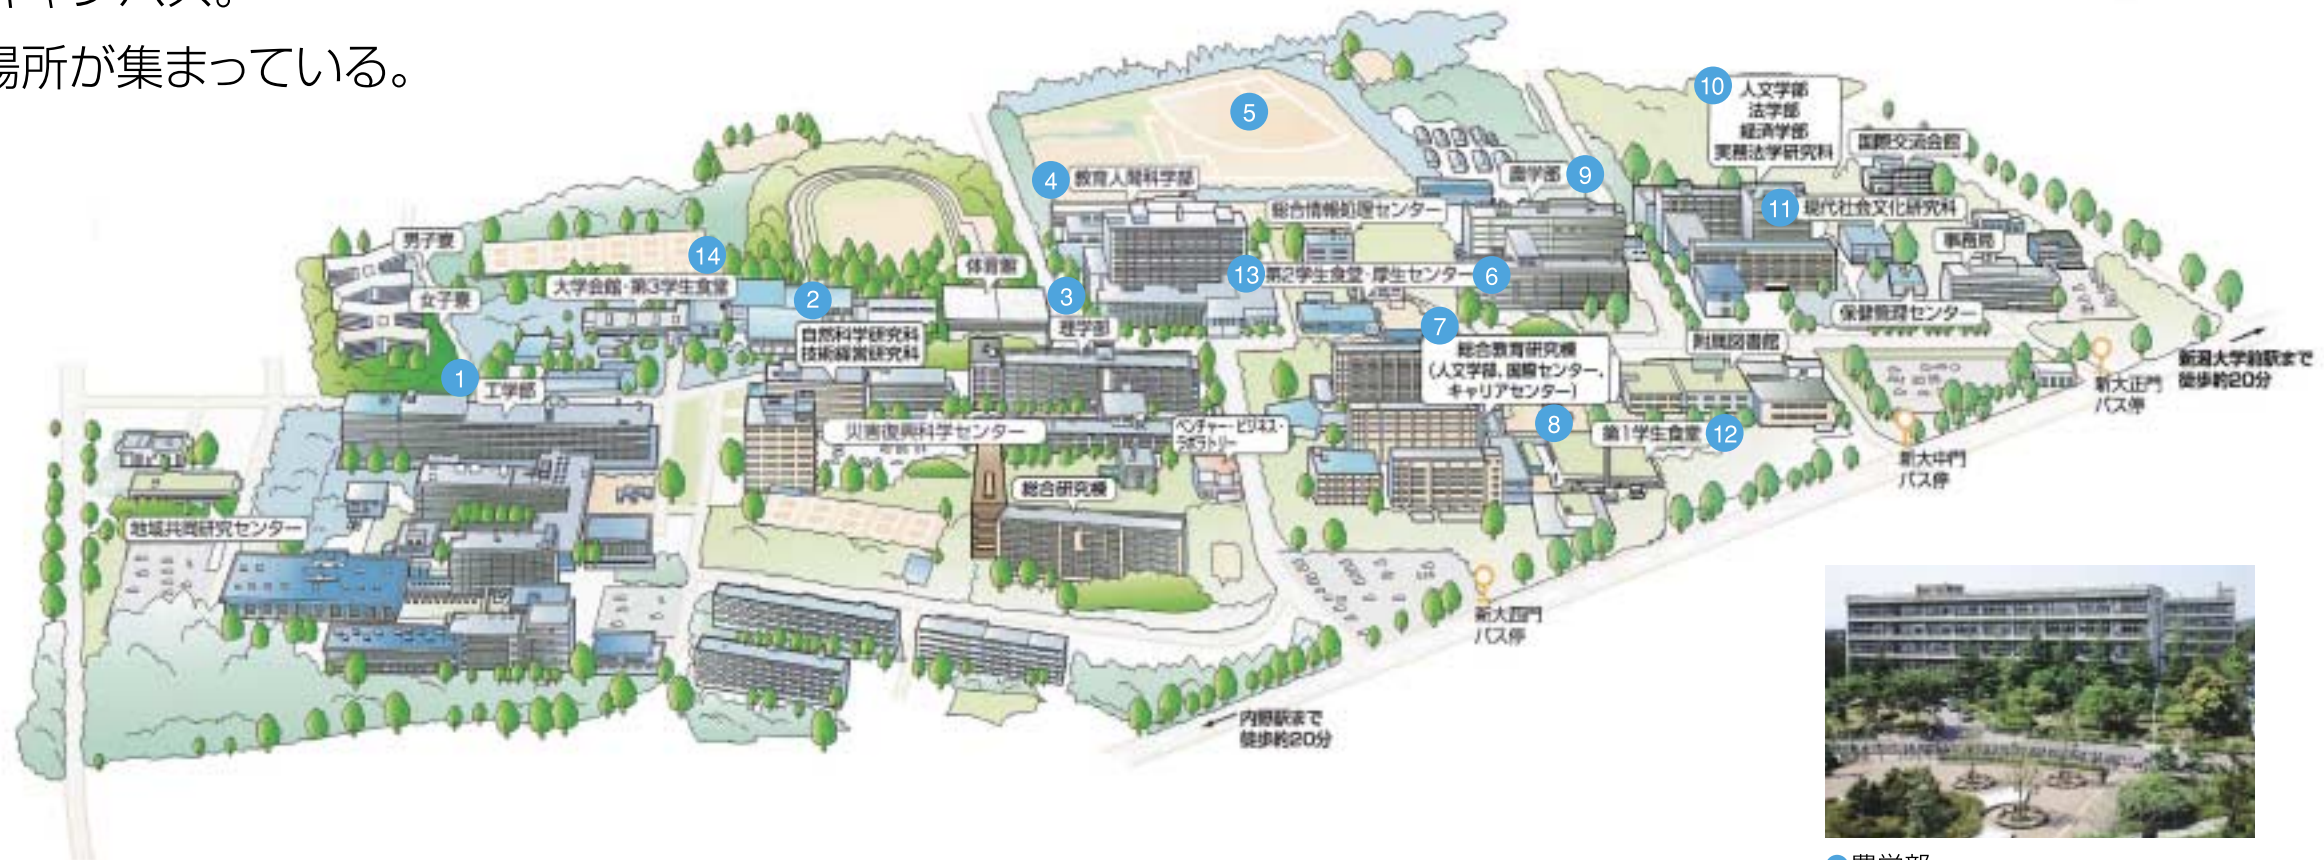 キャンパス。
場所が集まっている。
10
人文学部
法学部
経済学部
実務法学研究科
国際交流会館
5
4 教育人間科学部
農学部 9
総合情報処理センター
11 現代社会文化研究科
事務局
男子寮
14
体育館
女子寮
大学会館・第3学生食堂
2
3
13 第2学生食堂・厚生センター 6
保健管理センター
7
理学部
自然科学研究科
技術経営研究科
総合教育研究棟
(人文学部、国際センター、
キャリアセンター)
附属図書館
新潟大学前駅まで
徒歩約20分
新大正門
バス停
1
工学部
災害復興科学センター
ベンチャー・ビジネス・
ラボラトリー
8
第1学生食堂 12
新大中門
バス停
総合研究棟
地域共同研究センター
新大西門
バス停
内野駅まで
徒歩約20分